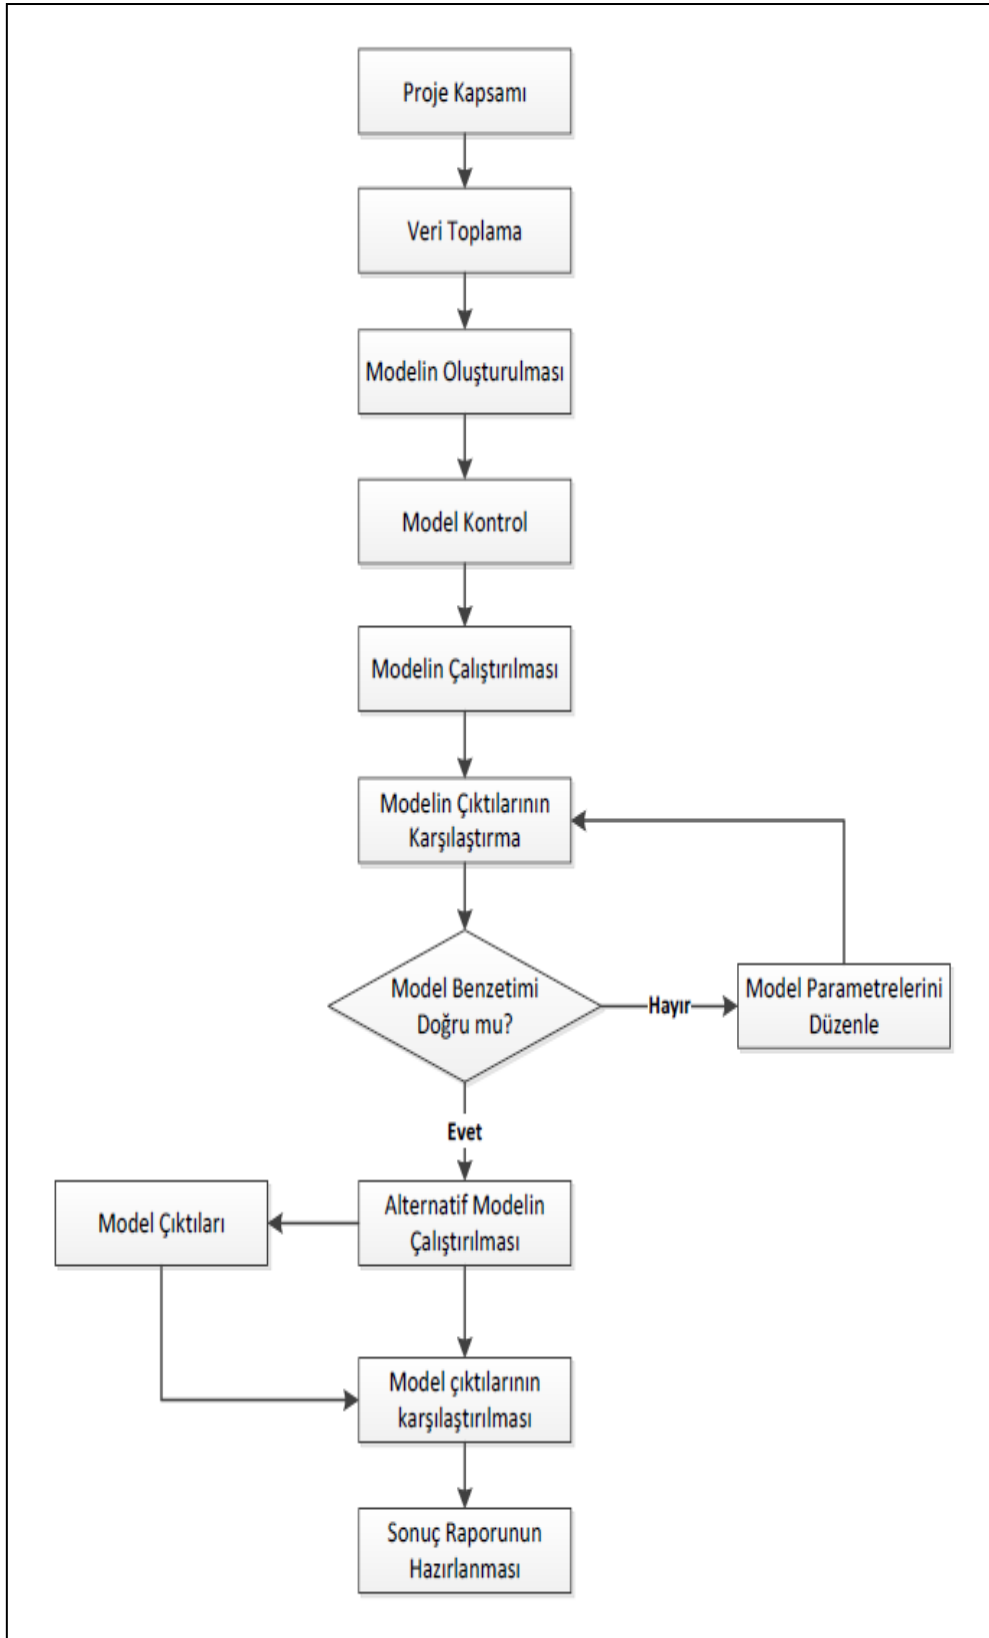 Proje Kapsamı
Veri Toplama
Modelin Oluşturulması
Model Kontrol
Modelin Çalıştırılması
Modelin Çıktılarının
Karşılaştırma
Model Benzetimi
Doğru mu?
Hayır
Model Parametrelerini
Düzenle
Evet
Model Çıktıları
Alternatif Modelin
Çalıştırılması
Model çıktılarının
karşılaştırılması
Sonuç Raporunun
Hazırlanması